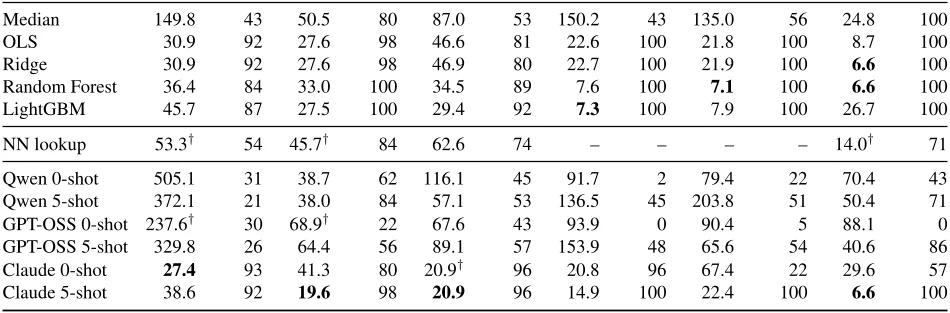 Median 149.8 43 50.5 80 87.0 53 150.2 43 135.0 56 24.8 100
OLS 30.9 92 27.6 98 46.6 81 22.6 100 21.8 100 8.7 100
Ridge 30.9 92 27.6 98 46.9 80 22.7 100 21.9 100 6.6 100
Random Forest 36.4 84 33.0 100 34.5 89 7.6 100 7.1 100 6.6 100
LightGBM 45.7 87 27.5 100 29.4 92 7.3 100 7.9 100 26.7 100
NN lookup 53.3† 54 45.7† 84 62.6 74 – – – – 14.0† 71
Qwen 0-shot 505.1 31 38.7 62 116.1 45 91.7 2 79.4 22 70.4 43
Qwen 5-shot 372.1 21 38.0 84 57.1 53 136.5 45 203.8 51 50.4 71
GPT-OSS 0-shot 237.6† 30 68.9† 22 67.6 43 93.9 0 90.4 5 88.1 0
GPT-OSS 5-shot 329.8 26 64.4 56 89.1 57 153.9 48 65.6 54 40.6 86
Claude 0-shot 27.4 93 41.3 80 20.9† 96 20.8 96 67.4 22 29.6 57
Claude 5-shot 38.6 92 19.6 98 20.9 96 14.9 100 22.4 100 6.6 100